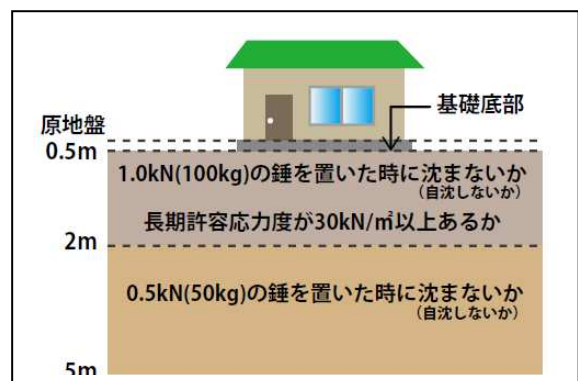 基礎底部
原地盤
0.5m
1.0kN(100kg)の錘を置いた時に沈まないか
(自沈しないか)
長期許容応力度が30kN/㎡以上あるか
2m
0.5kN(50kg)の錘を置いた時に沈まないか
(自沈しないか)
5m